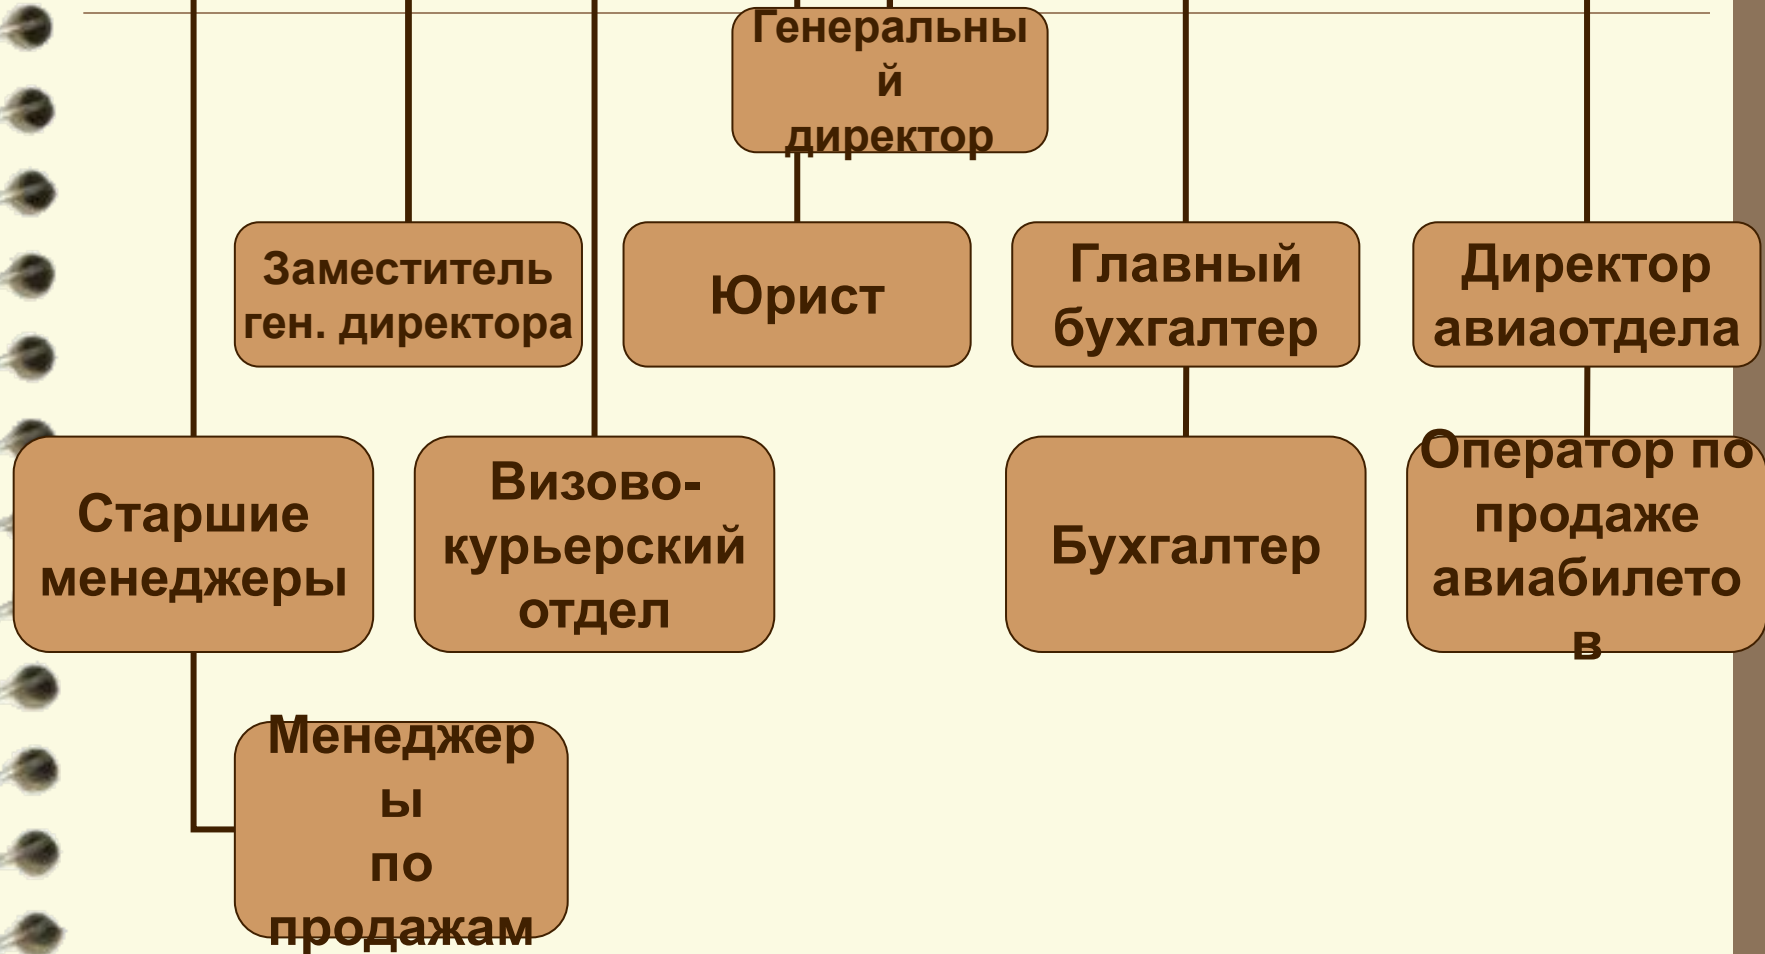 Генеральны
й
директор
Заместитель
ген. директора
Юрист
Главный
бухгалтер
Директор
авиаотдела
Старшие
менеджеры
Визово-
курьерский
отдел
Бухгалтер
Оператор по
продаже
авиабилето
в
Менеджер
ы
по
продажам